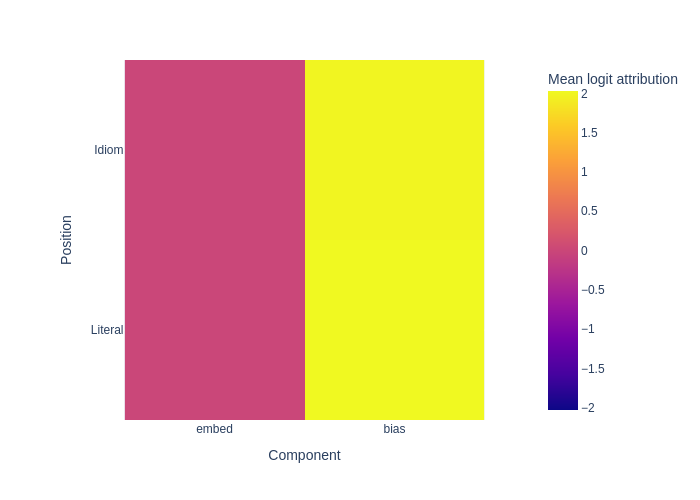 Mean logit attribution
2
1.5
1
0.5
0
−0.5
−1
−1.5
−2
Idiom
Literal
Position
embed
bias
Component